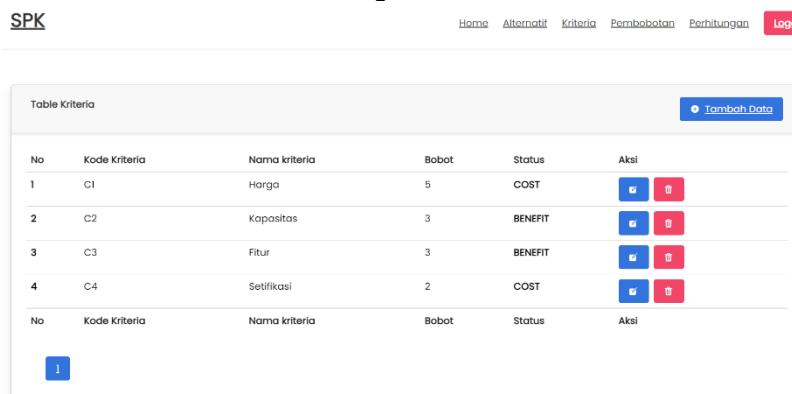 SPK
Home Alternatif Kriteria Pembobotan Perhitungan
Table Kriteria
Tambah Data
No Kode Kriteria Nama kriteria Bobot Status Aksi
1 C1 Harga 5 COST
2 C2 Kapasitas 3 BENEFIT
3 C3 Fitur 3 BENEFIT
4 C4 Setifikasi 2 COST
No Kode Kriteria Nama kriteria Bobot Status Aksi
1